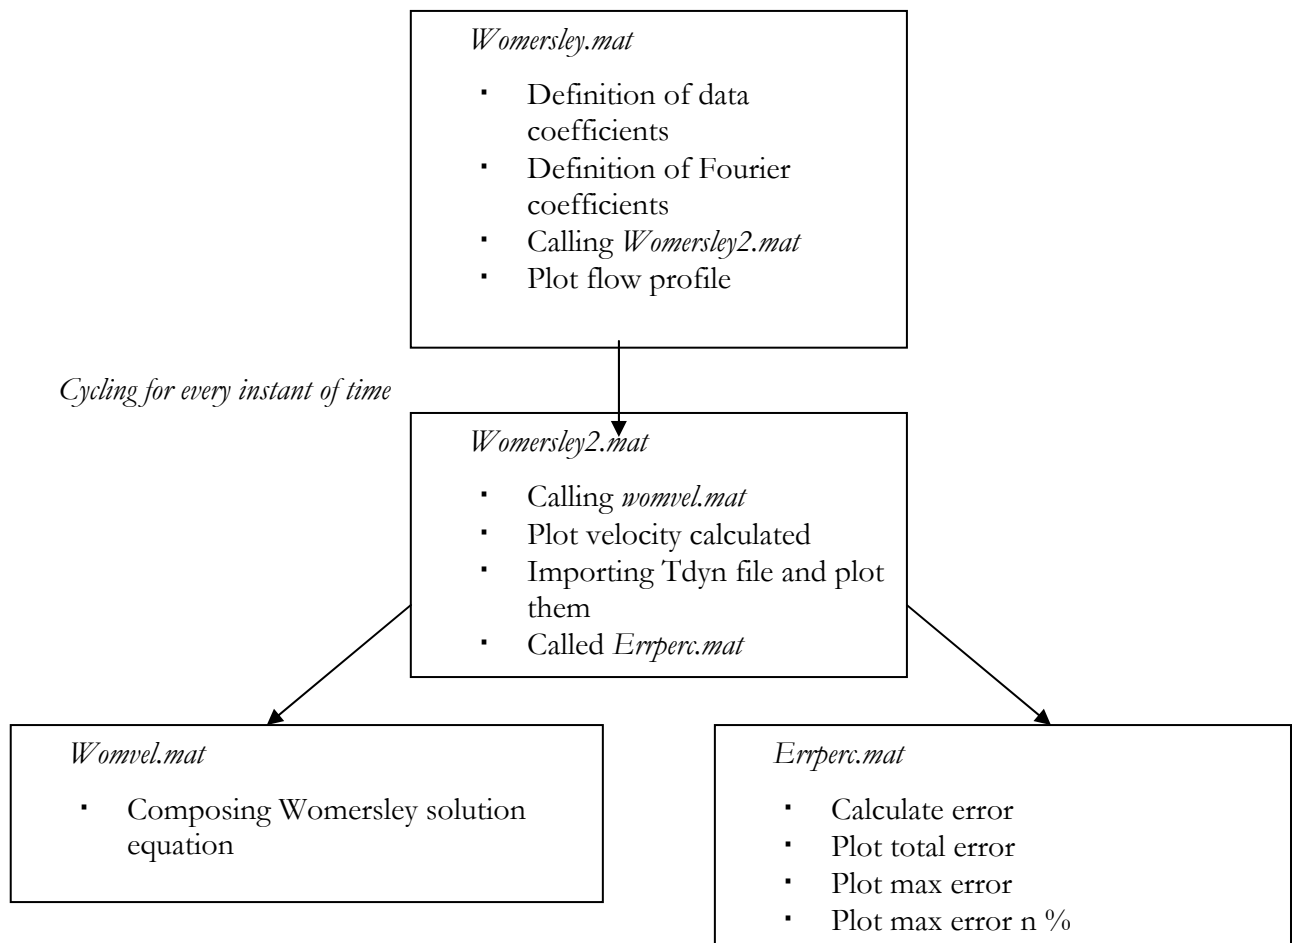 Womersley.mat
▪ Definition of data
coefficients
▪ Definition of Fourier
coefficients
▪ Calling Womersley2.mat
▪ Plot flow profile
Cycling for every instant of time
Womersley2.mat
▪ Calling womvel.mat
▪ Plot velocity calculated
▪ Importing Tdyn file and plot
them
▪ Called Errperc.mat
Womvel.mat
▪ Composing Womersley solution
equation
Errperc.mat
▪ Calculate error
▪ Plot total error
▪ Plot max error
▪ Plot max error n %